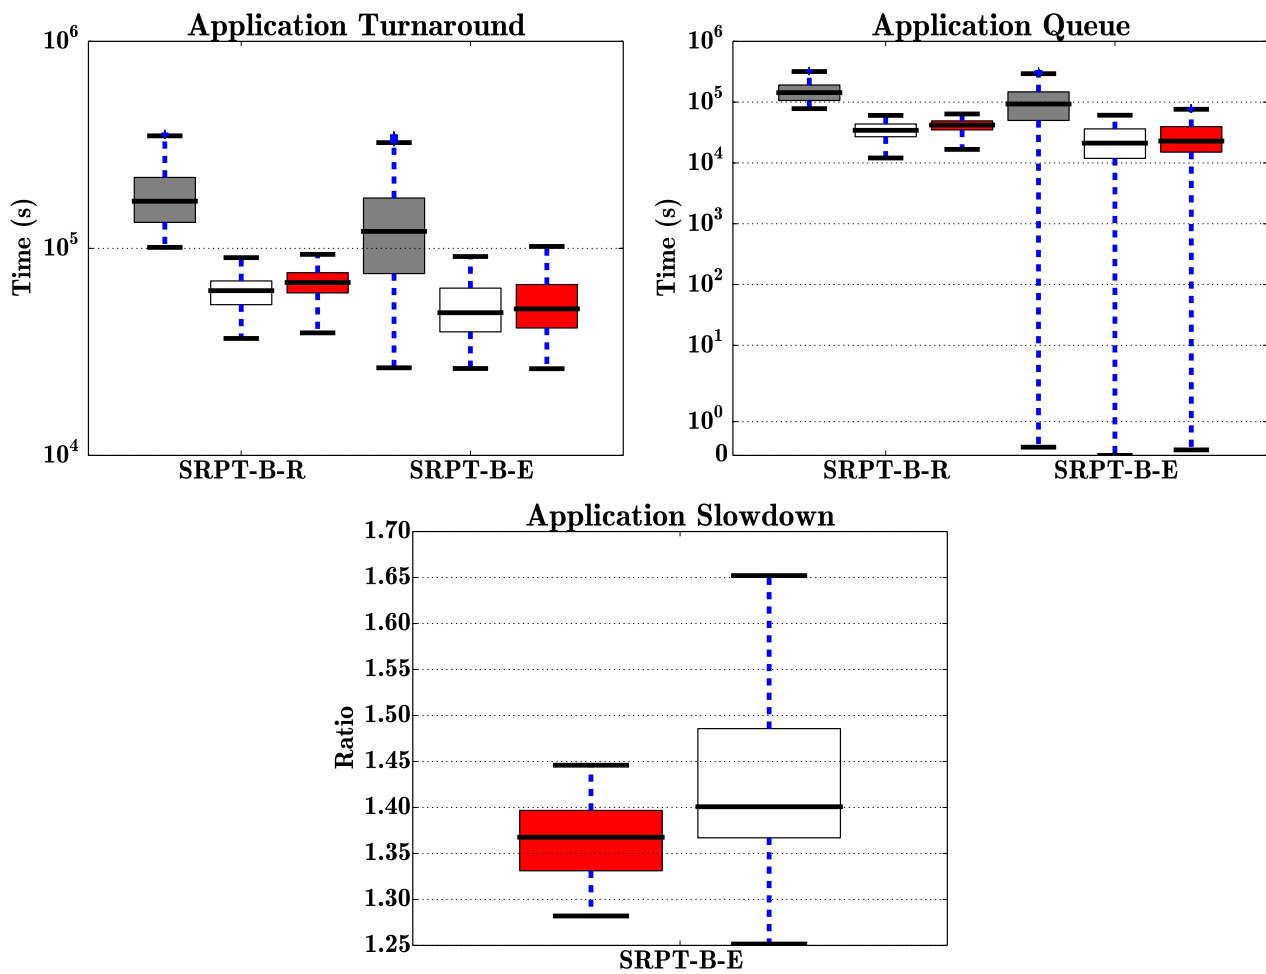 Application Turnaround
Time (s)
10^6
10^5
10^4
SRPT-B-R
SRPT-B-E
Application Queue
Time (s)
10^6
10^5
10^4
10^3
10^2
10^1
10^0
0
SRPT-B-R
SRPT-B-E
Application Slowdown
Ratio
1.70
1.65
1.60
1.55
1.50
1.45
1.40
1.35
1.30
1.25
SRPT-B-E